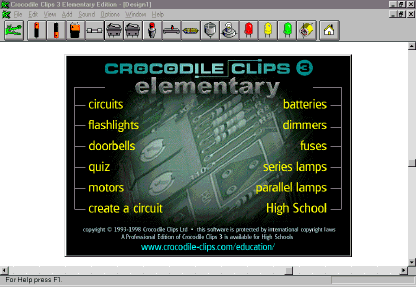 Crocodile Clips 3 Elementary Edition - [Design1]
File Edit View Add Sound Options Window Help
CROCODILE CLIPS 3
elementary
circuits
flashlights
doorbells
quiz
motors
create a circuit
batteries
dimmers
fuses
series lamps
parallel lamps
High School
copyright © 1993-1998 Crocodile Clips Ltd • this software is protected by international copyright laws
A Professional Edition of Crocodile Clips 3 is available for High Schools
www.crocodile-clips.com/education/
For Help press F1.